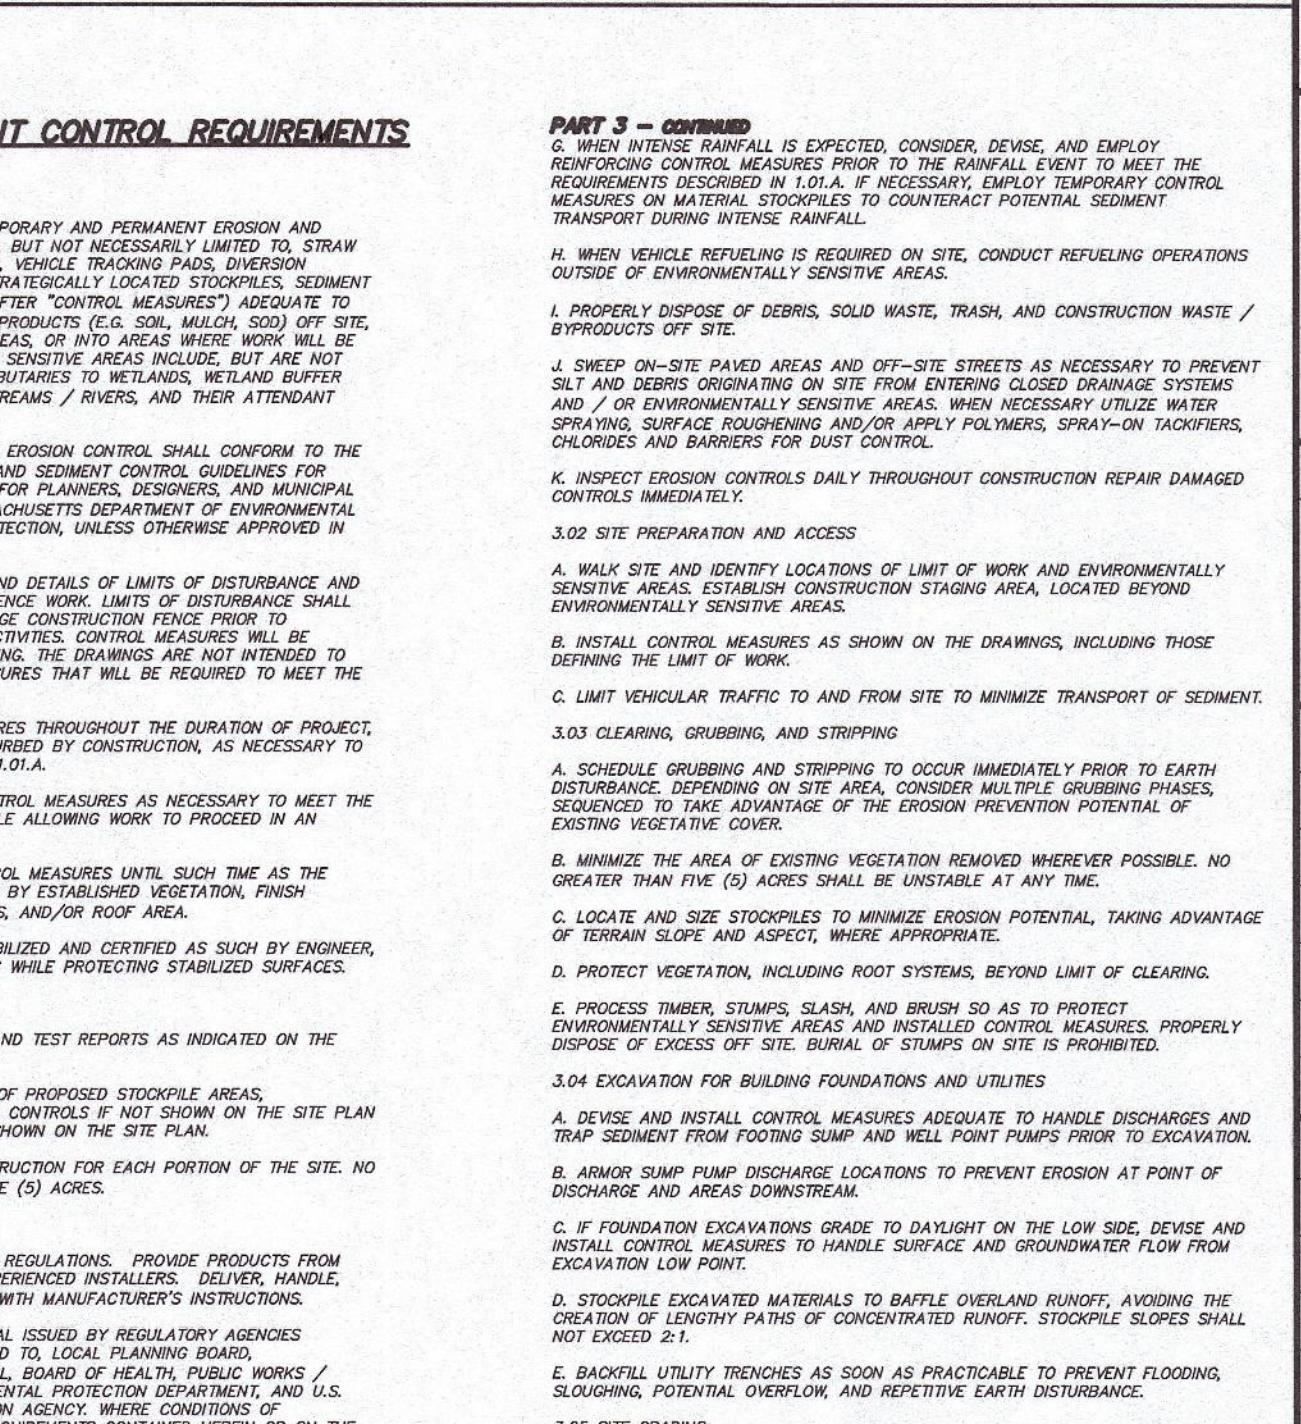 IT CONTROL REQUIREMENTS
PORARY AND PERMANENT EROSION AND
BUT NOT NECESSARILY LIMITED TO, STRAW
, VEHICLE TRACKING PADS, DIVERSION
RATEGICALLY LOCATED STOCKPILES, SEDIMENT
FTER "CONTROL MEASURES") ADEQUATE TO
PRODUCTS (E.G. SOIL, MULCH, SOD) OFF SITE,
EAS, OR INTO AREAS WHERE WORK WILL BE
SENSITIVE AREAS INCLUDE, BUT ARE NOT
BUTARIES TO WETLANDS, WETLAND BUFFER
REAMS / RIVERS, AND THEIR ATTENDANT
EROSION CONTROL SHALL CONFORM TO THE
AND SEDIMENT CONTROL GUIDELINES FOR
FOR PLANNERS, DESIGNERS, AND MUNICIPAL
ACHUSETTS DEPARTMENT OF ENVIRONMENTAL
TECTION, UNLESS OTHERWISE APPROVED IN
ND DETAILS OF LIMITS OF DISTURBANCE AND
ENCE WORK. LIMITS OF DISTURBANCE SHALL
GE CONSTRUCTION FENCE PRIOR TO
CTIVITIES. CONTROL MEASURES WILL BE
NG. THE DRAWINGS ARE NOT INTENDED TO
SURES THAT WILL BE REQUIRED TO MEET THE
RES THROUGHOUT THE DURATION OF PROJECT,
URBED BY CONSTRUCTION, AS NECESSARY TO
1.01.A.
TROL MEASURES AS NECESSARY TO MEET THE
LE ALLOWING WORK TO PROCEED IN AN
OL MEASURES UNTIL SUCH TIME AS THE
BY ESTABLISHED VEGETATION, FINISH
S, AND/OR ROOF AREA.
BILIZED AND CERTIFIED AS SUCH BY ENGINEER,
WHILE PROTECTING STABILIZED SURFACES.
ND TEST REPORTS AS INDICATED ON THE
OF PROPOSED STOCKPILE AREAS,
CONTROLS IF NOT SHOWN ON THE SITE PLAN
HOWN ON THE SITE PLAN.
RUCTION FOR EACH PORTION OF THE SITE. NO
E (5) ACRES.
REGULATIONS. PROVIDE PRODUCTS FROM
PERIENCED INSTALLERS. DELIVER, HANDLE,
WITH MANUFACTURER'S INSTRUCTIONS.
AL ISSUED BY REGULATORY AGENCIES
D TO, LOCAL PLANNING BOARD,
L, BOARD OF HEALTH, PUBLIC WORKS /
ENTAL PROTECTION DEPARTMENT, AND U.S.
ON AGENCY. WHERE CONDITIONS OF
QUIREMENTS CONTAINED HEREIN OR ON THE
PART 3 – CONTINUED
G. WHEN INTENSE RAINFALL IS EXPECTED, CONSIDER, DEVISE, AND EMPLOY
REINFORCING CONTROL MEASURES PRIOR TO THE RAINFALL EVENT TO MEET THE
REQUIREMENTS DESCRIBED IN 1.01.A. IF NECESSARY, EMPLOY TEMPORARY CONTROL
MEASURES ON MATERIAL STOCKPILES TO COUNTERACT POTENTIAL SEDIMENT
TRANSPORT DURING INTENSE RAINFALL.
H. WHEN VEHICLE REFUELING IS REQUIRED ON SITE, CONDUCT REFUELING OPERATIONS
OUTSIDE OF ENVIRONMENTALLY SENSITIVE AREAS.
I. PROPERLY DISPOSE OF DEBRIS, SOLID WASTE, TRASH, AND CONSTRUCTION WASTE /
BYPRODUCTS OFF SITE.
J. SWEEP ON–SITE PAVED AREAS AND OFF–SITE STREETS AS NECESSARY TO PREVENT
SILT AND DEBRIS ORIGINATING ON SITE FROM ENTERING CLOSED DRAINAGE SYSTEMS
AND / OR ENVIRONMENTALLY SENSITIVE AREAS. WHEN NECESSARY UTILIZE WATER
SPRAYING, SURFACE ROUGHENING AND/OR APPLY POLYMERS, SPRAY–ON TACKIFIERS,
CHLORIDES AND BARRIERS FOR DUST CONTROL.
K. INSPECT EROSION CONTROLS DAILY THROUGHOUT CONSTRUCTION REPAIR DAMAGED
CONTROLS IMMEDIATELY.
3.02 SITE PREPARATION AND ACCESS
A. WALK SITE AND IDENTIFY LOCATIONS OF LIMIT OF WORK AND ENVIRONMENTALLY
SENSITIVE AREAS. ESTABLISH CONSTRUCTION STAGING AREA, LOCATED BEYOND
ENVIRONMENTALLY SENSITIVE AREAS.
B. INSTALL CONTROL MEASURES AS SHOWN ON THE DRAWINGS, INCLUDING THOSE
DEFINING THE LIMIT OF WORK.
C. LIMIT VEHICULAR TRAFFIC TO AND FROM SITE TO MINIMIZE TRANSPORT OF SEDIMENT.
3.03 CLEARING, GRUBBING, AND STRIPPING
A. SCHEDULE GRUBBING AND STRIPPING TO OCCUR IMMEDIATELY PRIOR TO EARTH
DISTURBANCE. DEPENDING ON SITE AREA, CONSIDER MULTIPLE GRUBBING PHASES,
SEQUENCED TO TAKE ADVANTAGE OF THE EROSION PREVENTION POTENTIAL OF
EXISTING VEGETATIVE COVER.
B. MINIMIZE THE AREA OF EXISTING VEGETATION REMOVED WHEREVER POSSIBLE. NO
GREATER THAN FIVE (5) ACRES SHALL BE UNSTABLE AT ANY TIME.
C. LOCATE AND SIZE STOCKPILES TO MINIMIZE EROSION POTENTIAL, TAKING ADVANTAGE
OF TERRAIN SLOPE AND ASPECT, WHERE APPROPRIATE.
D. PROTECT VEGETATION, INCLUDING ROOT SYSTEMS, BEYOND LIMIT OF CLEARING.
E. PROCESS TIMBER, STUMPS, SLASH, AND BRUSH SO AS TO PROTECT
ENVIRONMENTALLY SENSITIVE AREAS AND INSTALLED CONTROL MEASURES. PROPERLY
DISPOSE OF EXCESS OFF SITE. BURIAL OF STUMPS ON SITE IS PROHIBITED.
3.04 EXCAVATION FOR BUILDING FOUNDATIONS AND UTILITIES
A. DEVISE AND INSTALL CONTROL MEASURES ADEQUATE TO HANDLE DISCHARGES AND
TRAP SEDIMENT FROM FOOTING SUMP AND WELL POINT PUMPS PRIOR TO EXCAVATION.
B. ARMOR SUMP PUMP DISCHARGE LOCATIONS TO PREVENT EROSION AT POINT OF
DISCHARGE AND AREAS DOWNSTREAM.
C. IF FOUNDATION EXCAVATIONS GRADE TO DAYLIGHT ON THE LOW SIDE, DEVISE AND
INSTALL CONTROL MEASURES TO HANDLE SURFACE AND GROUNDWATER FLOW FROM
EXCAVATION LOW POINT.
D. STOCKPILE EXCAVATED MATERIALS TO BAFFLE OVERLAND RUNOFF, AVOIDING THE
CREATION OF LENGTHY PATHS OF CONCENTRATED RUNOFF. STOCKPILE SLOPES SHALL
NOT EXCEED 2:1.
E. BACKFILL UTILITY TRENCHES AS SOON AS PRACTICABLE TO PREVENT FLOODING,
SLOUGHING, POTENTIAL OVERFLOW, AND REPETITIVE EARTH DISTURBANCE.
3.05 SITE GRADING